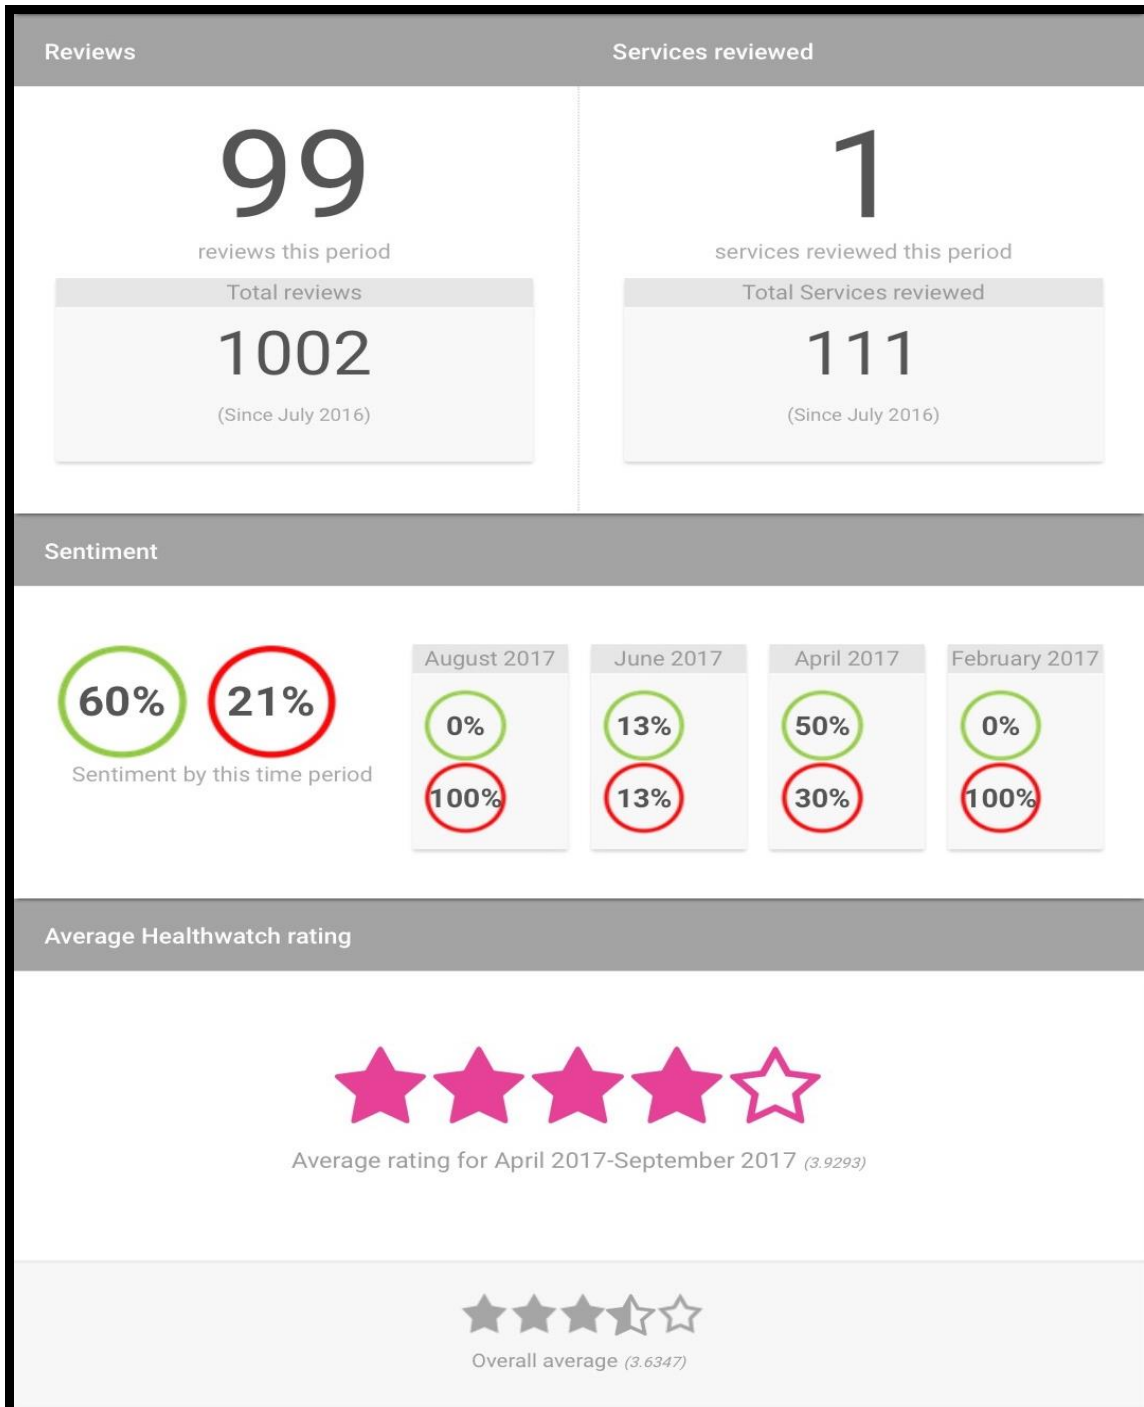 Reviews
Services reviewed
99
reviews this period
Total reviews
1002
(Since July 2016)
1
services reviewed this period
Total Services reviewed
111
(Since July 2016)
Sentiment
60% 21%
Sentiment by this time period
August 2017
0%
100%
June 2017
13%
13%
April 2017
50%
30%
February 2017
0%
100%
Average Healthwatch rating
Average rating for April 2017-September 2017 (3.9293)
Overall average (3.6347)